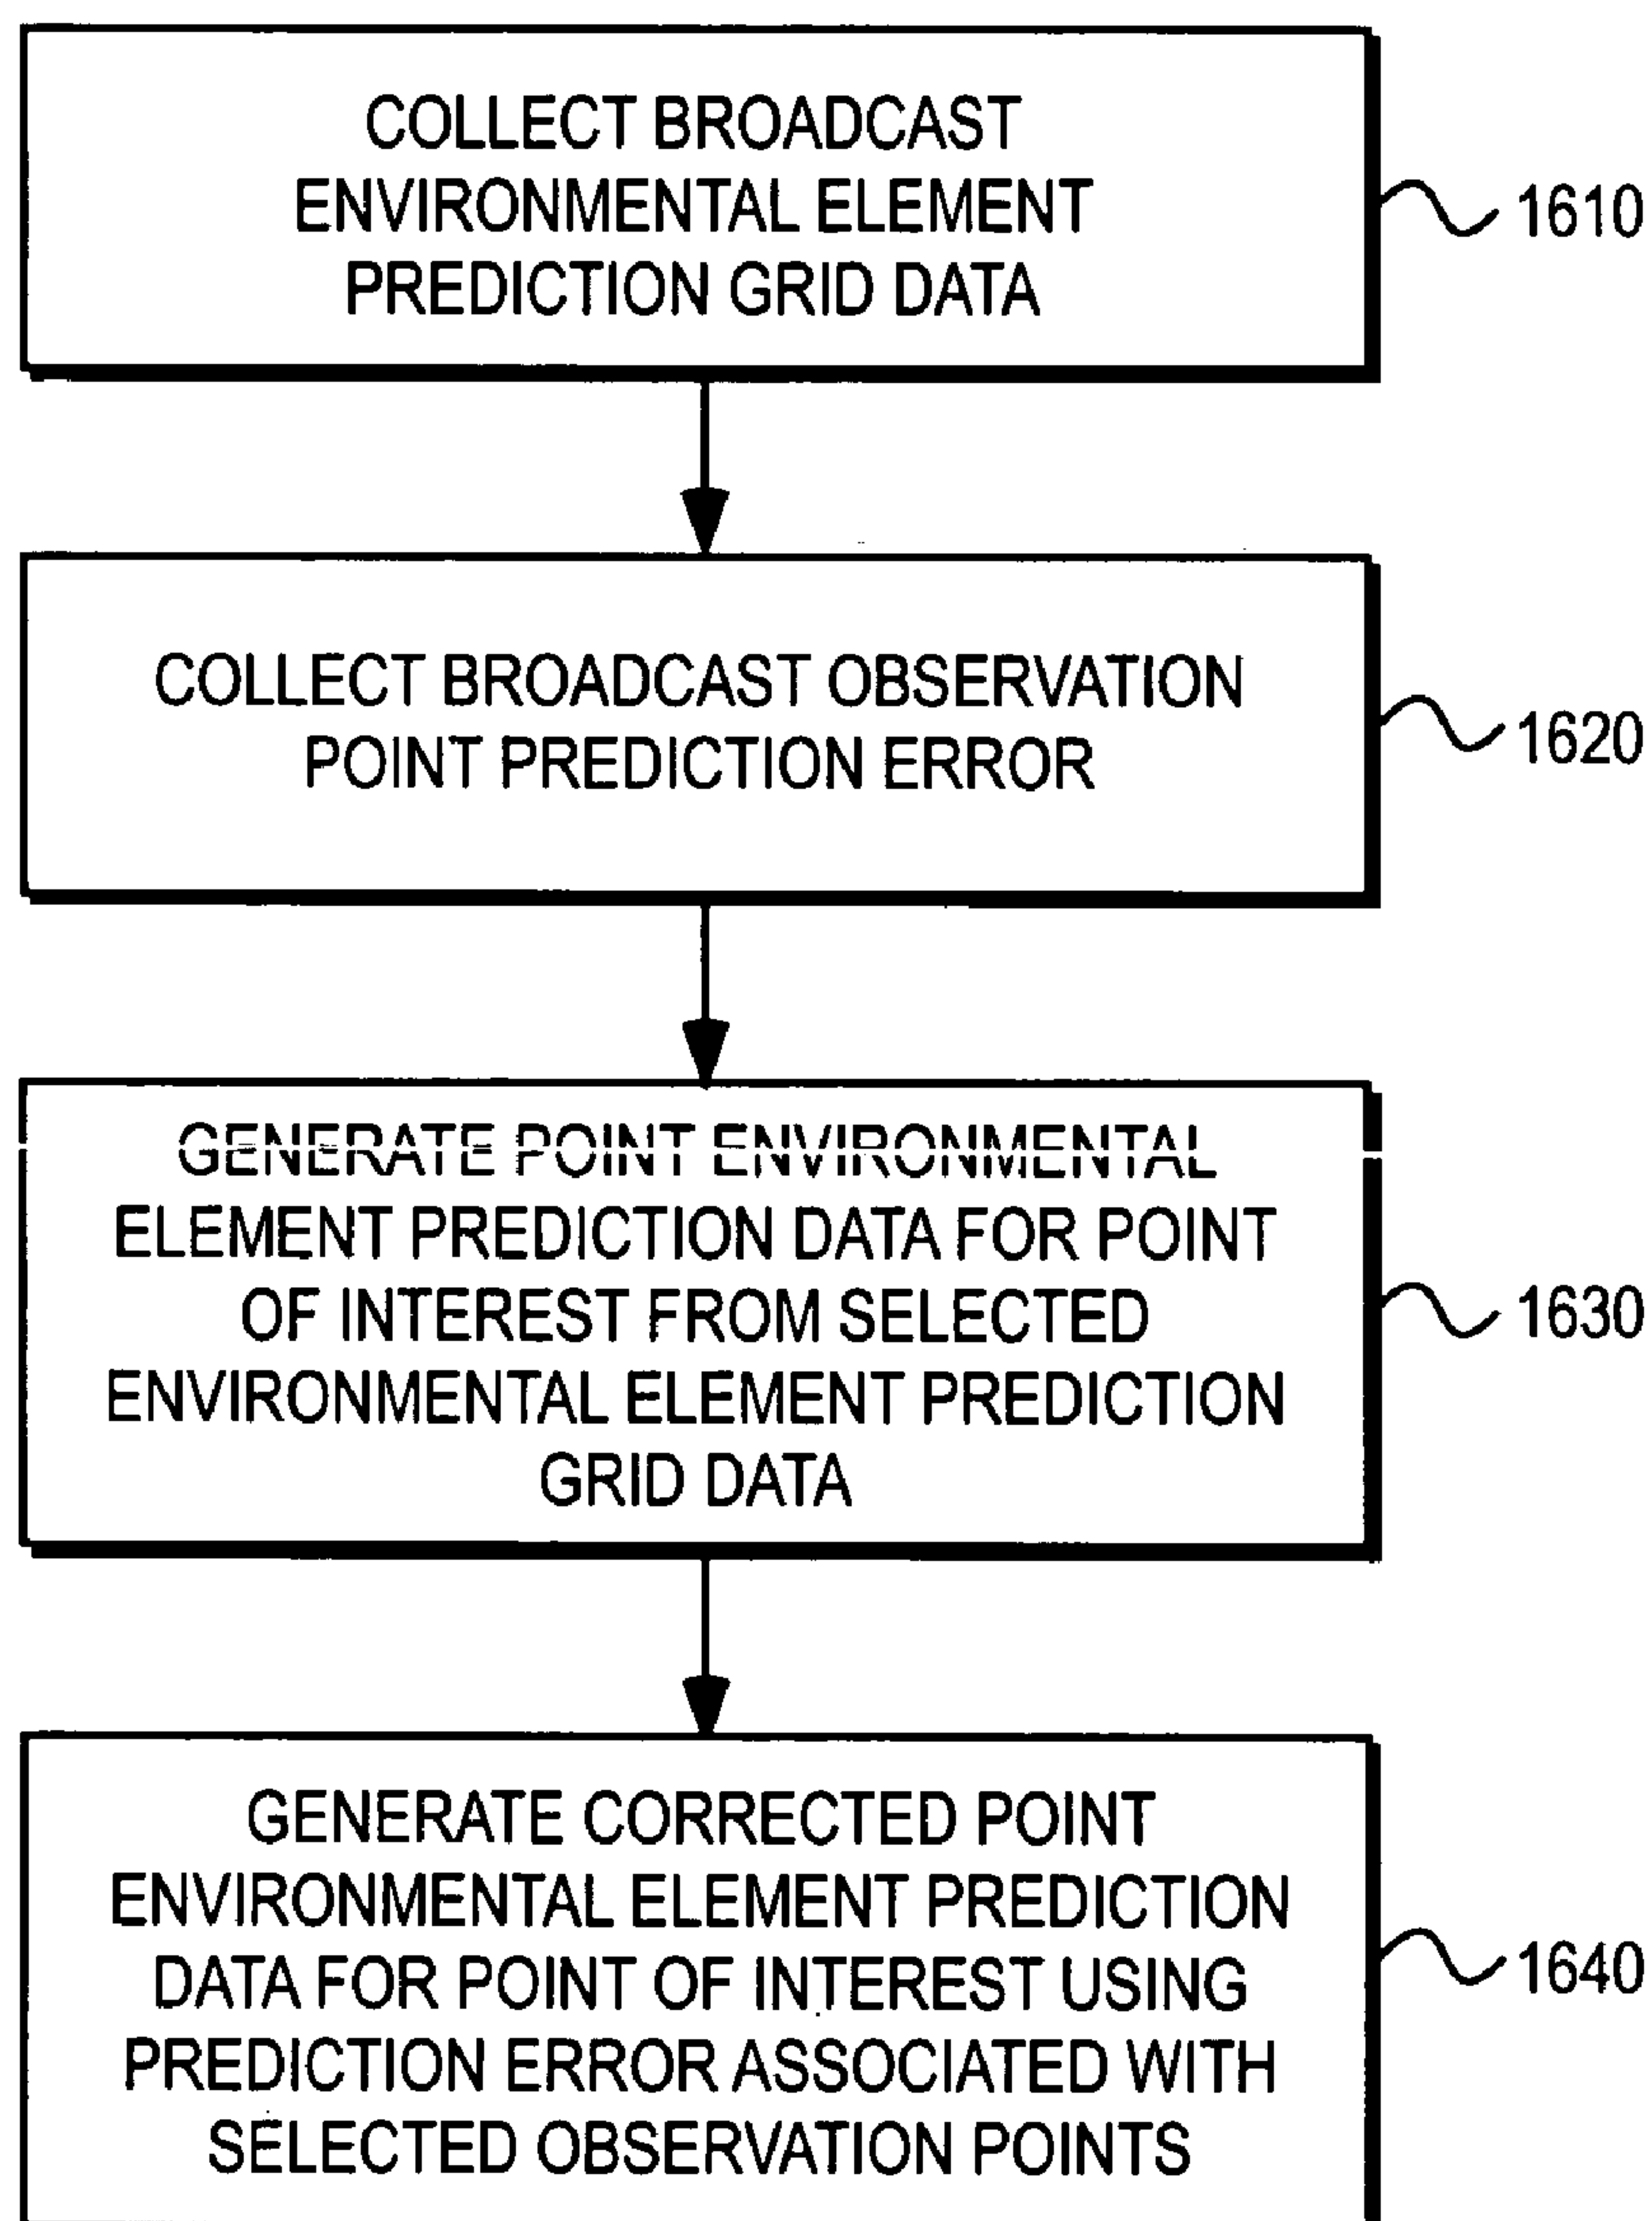 COLLECT BROADCAST
ENVIRONMENTAL ELEMENT
PREDICTION GRID DATA
1610
COLLECT BROADCAST OBSERVATION
POINT PREDICTION ERROR
1620
GENERATE POINT ENVIRONMENTAL
ELEMENT PREDICTION DATA FOR POINT
OF INTEREST FROM SELECTED
ENVIRONMENTAL ELEMENT PREDICTION
GRID DATA
1630
GENERATE CORRECTED POINT
ENVIRONMENTAL ELEMENT PREDICTION
DATA FOR POINT OF INTEREST USING
PREDICTION ERROR ASSOCIATED WITH
SELECTED OBSERVATION POINTS
1640